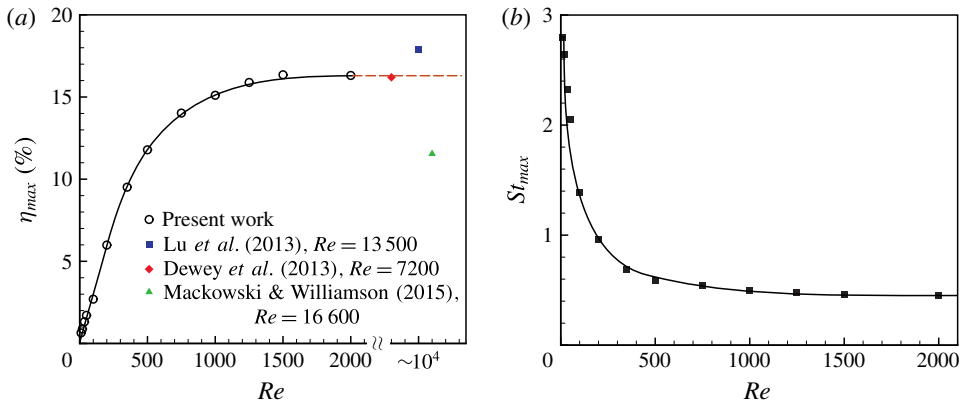 (a)
20
15
10
5
0
η_max (%)
Present work
Lu et al. (2013), Re = 13 500
Dewey et al. (2013), Re = 7200
Mackowski & Williamson (2015),
Re = 16 600
500 1000 1500 2000 ~10⁴
Re
(b)
3
2
1
0
St_max
500 1000 1500 2000
Re